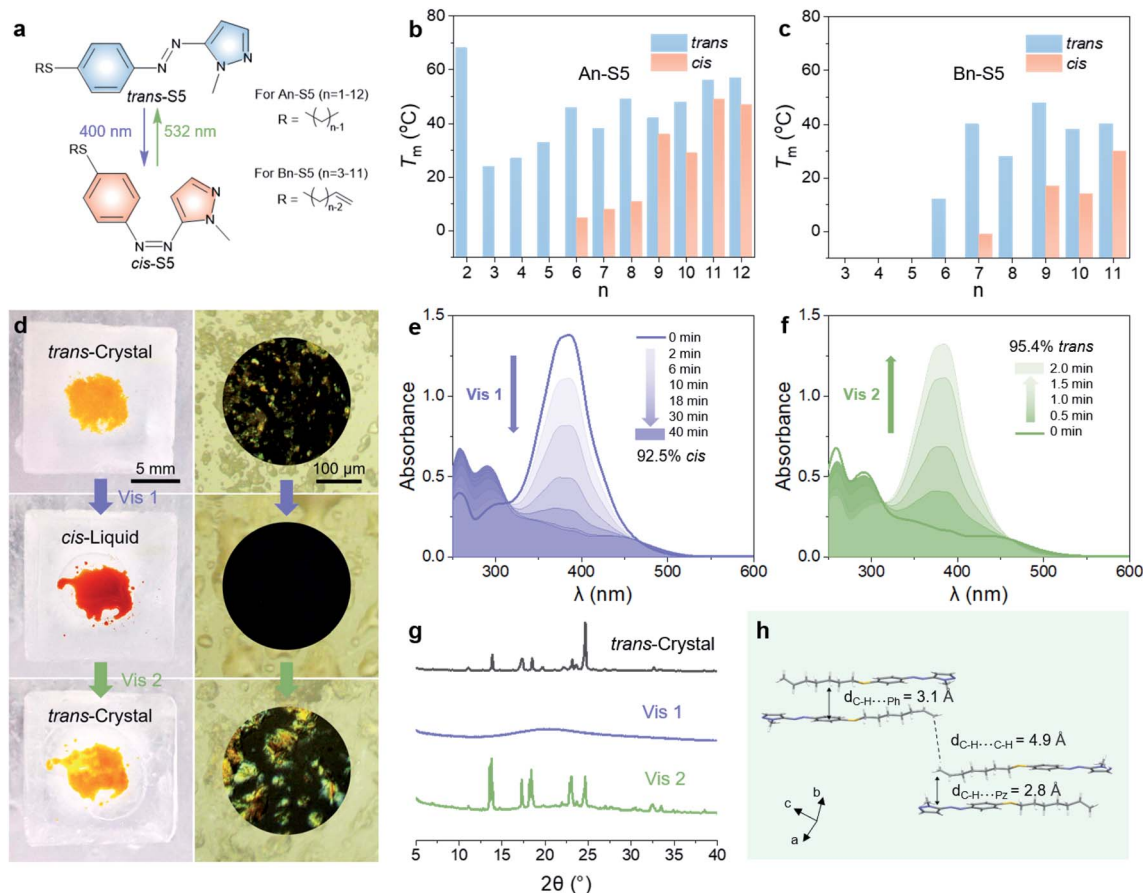 a
RS
N
N
N
N
trans-S5
400 nm
532 nm
RS
N
N
N
N
cis-S5
For An-S5 (n=1-12)
R =
n-1
For Bn-S5 (n=3-11)
R =
n-2
b
Tm (°C)
80
60
40
20
0
An-S5
trans
cis
2 3 4 5 6 7 8 9 10 11 12
n
c
Tm (°C)
80
60
40
20
0
Bn-S5
trans
cis
3 4 5 6 7 8 9 10 11
n
d
trans-Crystal
5 mm
100 μm
Vis 1
cis-Liquid
Vis 2
trans-Crystal
e
Absorbance
1.5
1.0
0.5
0.0
Vis 1
0 min
2 min
6 min
10 min
18 min
30 min
40 min
92.5% cis
300 400 500 600
λ (nm)
f
Absorbance
1.5
1.0
0.5
0.0
Vis 2
95.4% trans
2.0 min
1.5 min
1.0 min
0.5 min
0 min
300 400 500 600
λ (nm)
g
trans-Crystal
Vis 1
Vis 2
5 10 15 20 25 30 35 40
2θ (°)
h
dC-H···Ph = 3.1 Å
dC-H···C-H = 4.9 Å
dC-H···Pz = 2.8 Å
b
c
a